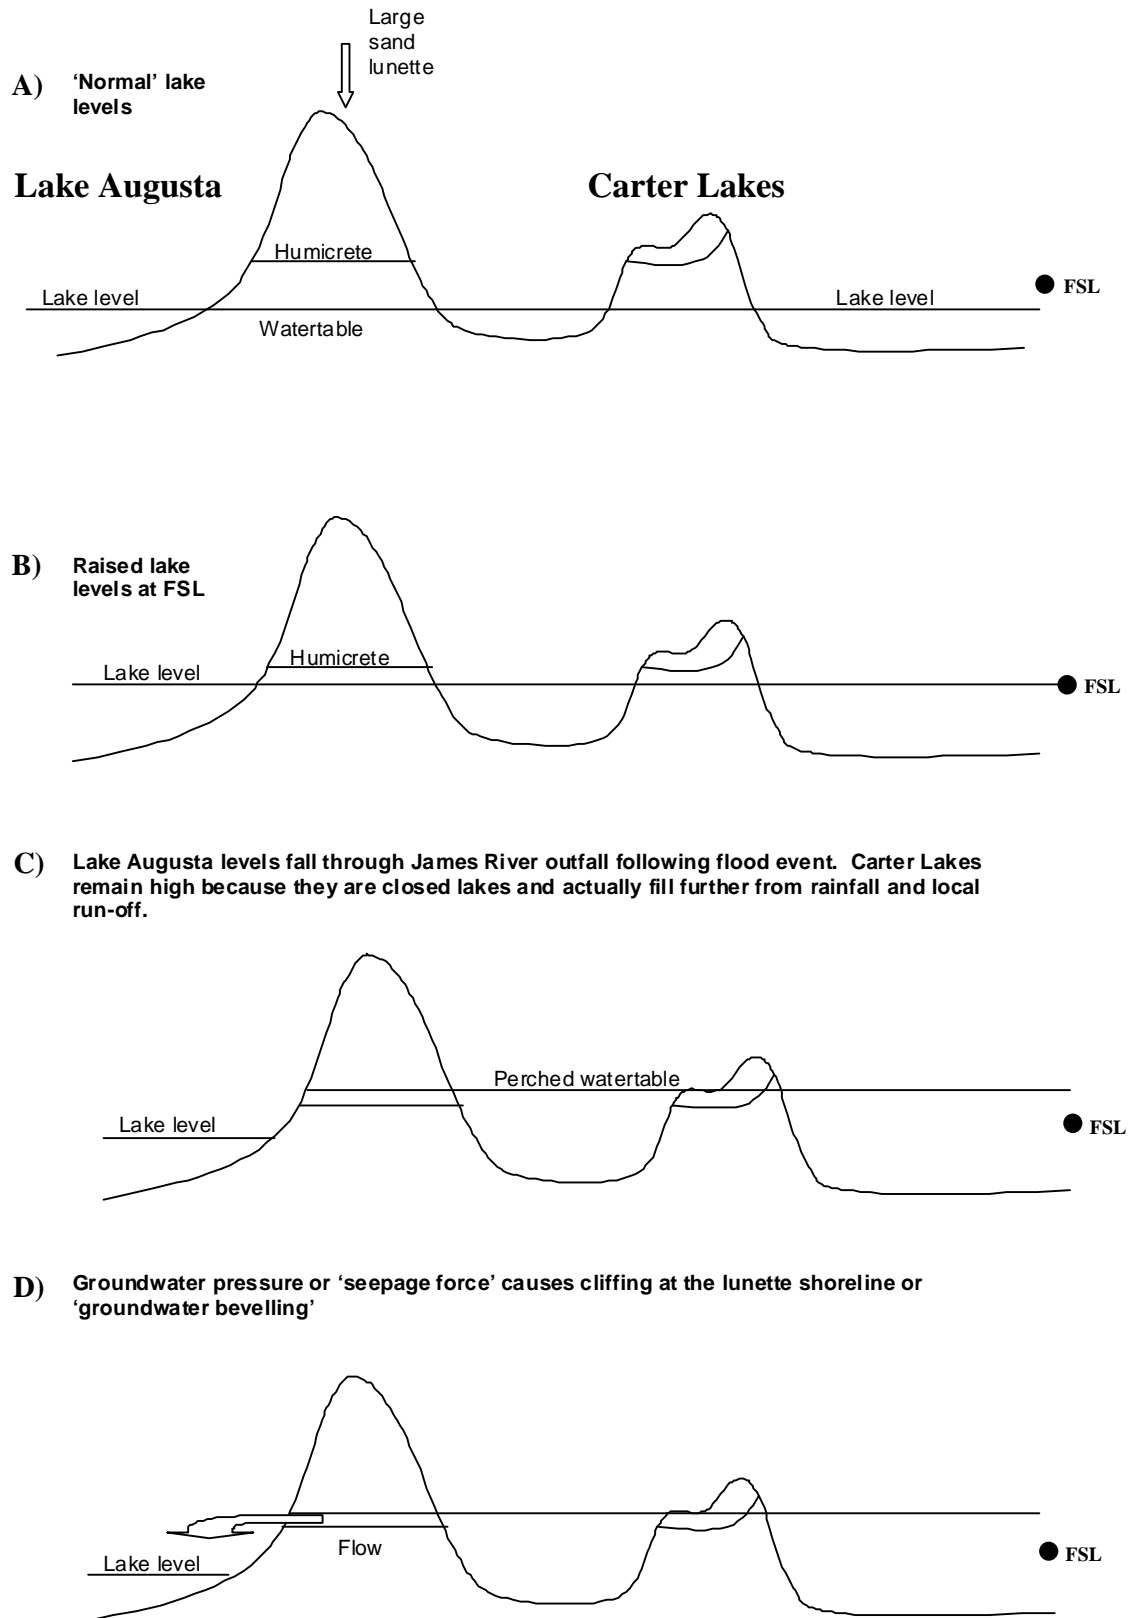 Large
sand
lunette
A) ‘Normal’ lake
levels
Lake Augusta
Carter Lakes
Humicrete
Lake level
Lake level
FSL
Watertable
B) Raised lake
levels at FSL
Humicrete
Lake level
FSL
C) Lake Augusta levels fall through James River outfall following flood event. Carter Lakes
remain high because they are closed lakes and actually fill further from rainfall and local
run-off.
Perched watertable
Lake level
FSL
D) Groundwater pressure or ‘seepage force’ causes cliffing at the lunette shoreline or
‘groundwater bevelling’
Flow
FSL
Lake level